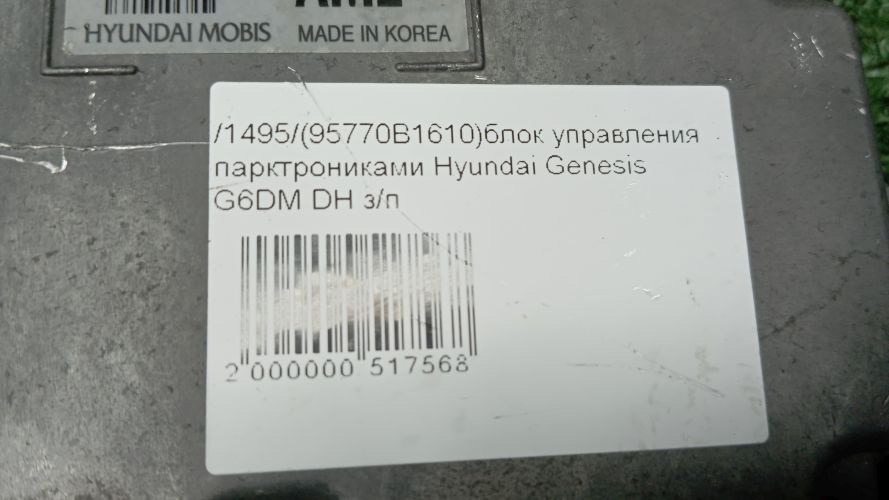 HYUNDAI MOBIS MADE IN KOREA
/1495/(95770B1610)блок управления
парктрониками Hyundai Genesis
G6DM DH з/п
2 000000 517568